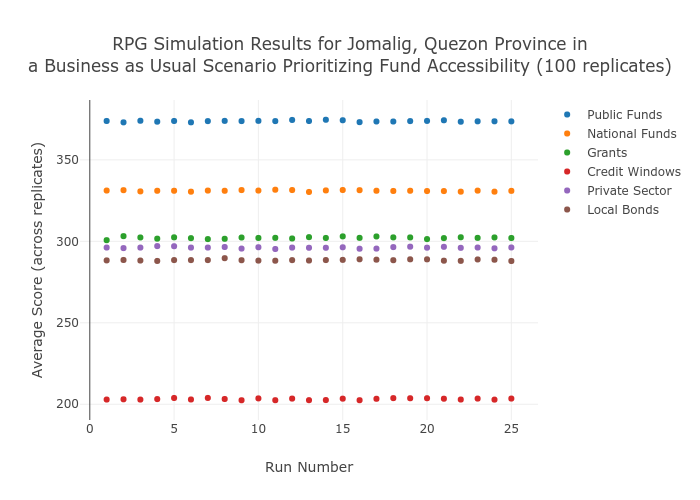 RPG Simulation Results for Jomalig, Quezon Province in
a Business as Usual Scenario Prioritizing Fund Accessibility (100 replicates)
Public Funds
National Funds
Grants
Credit Windows
Private Sector
Local Bonds
Average Score (across replicates)
350
300
250
200
0
5
10
15
20
25
Run Number